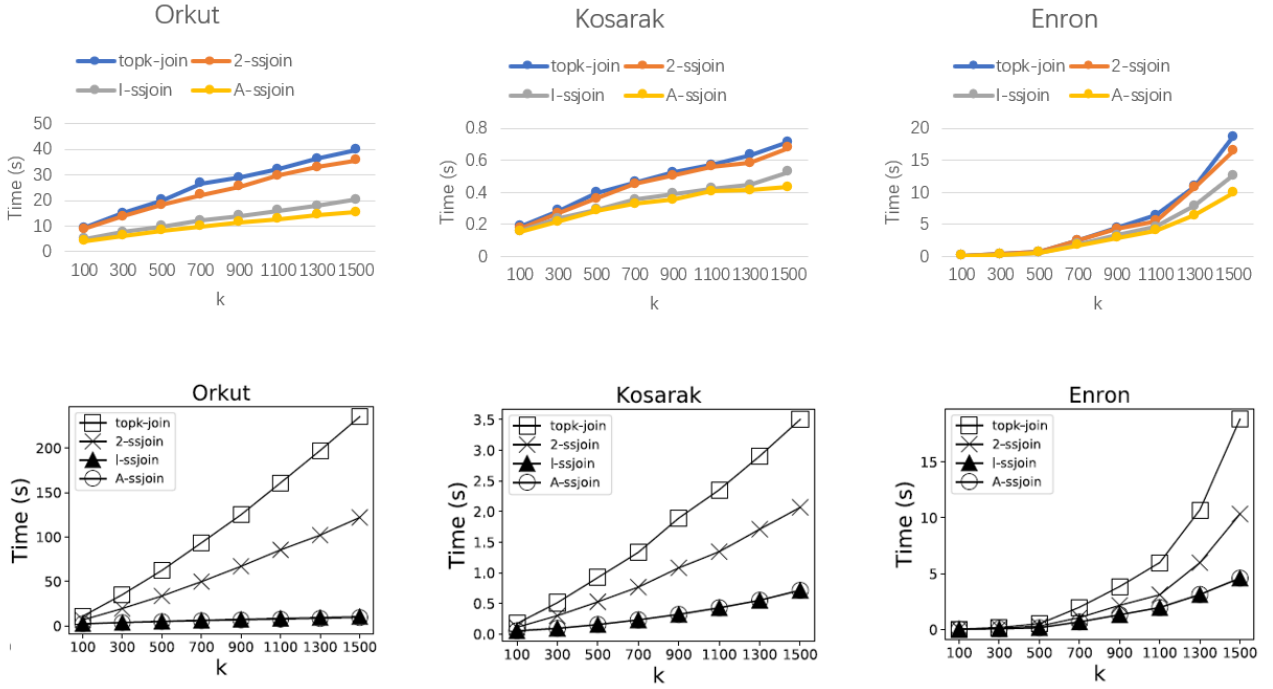 Orkut
topk-join 2-ssjoin
l-ssjoin A-ssjoin
Time (s)
50
40
30
20
10
0
100 300 500 700 900 1100 1300 1500
k
Kosarak
topk-join 2-ssjoin
l-ssjoin A-ssjoin
Time (s)
0.8
0.6
0.4
0.2
0
100 300 500 700 900 1100 1300 1500
k
Enron
topk-join 2-ssjoin
l-ssjoin A-ssjoin
Time (s)
20
15
10
5
0
100 300 500 700 900 1100 1300 1500
k
Orkut
topk-join
2-ssjoin
l-ssjoin
A-ssjoin
Time (s)
200
150
100
50
0
100 300 500 700 900 1100 1300 1500
k
Kosarak
topk-join
2-ssjoin
l-ssjoin
A-ssjoin
Time (s)
3.5
3.0
2.5
2.0
1.5
1.0
0.5
0.0
100 300 500 700 900 1100 1300 1500
k
Enron
topk-join
2-ssjoin
l-ssjoin
A-ssjoin
Time (s)
15
10
5
0
100 300 500 700 900 1100 1300 1500
k